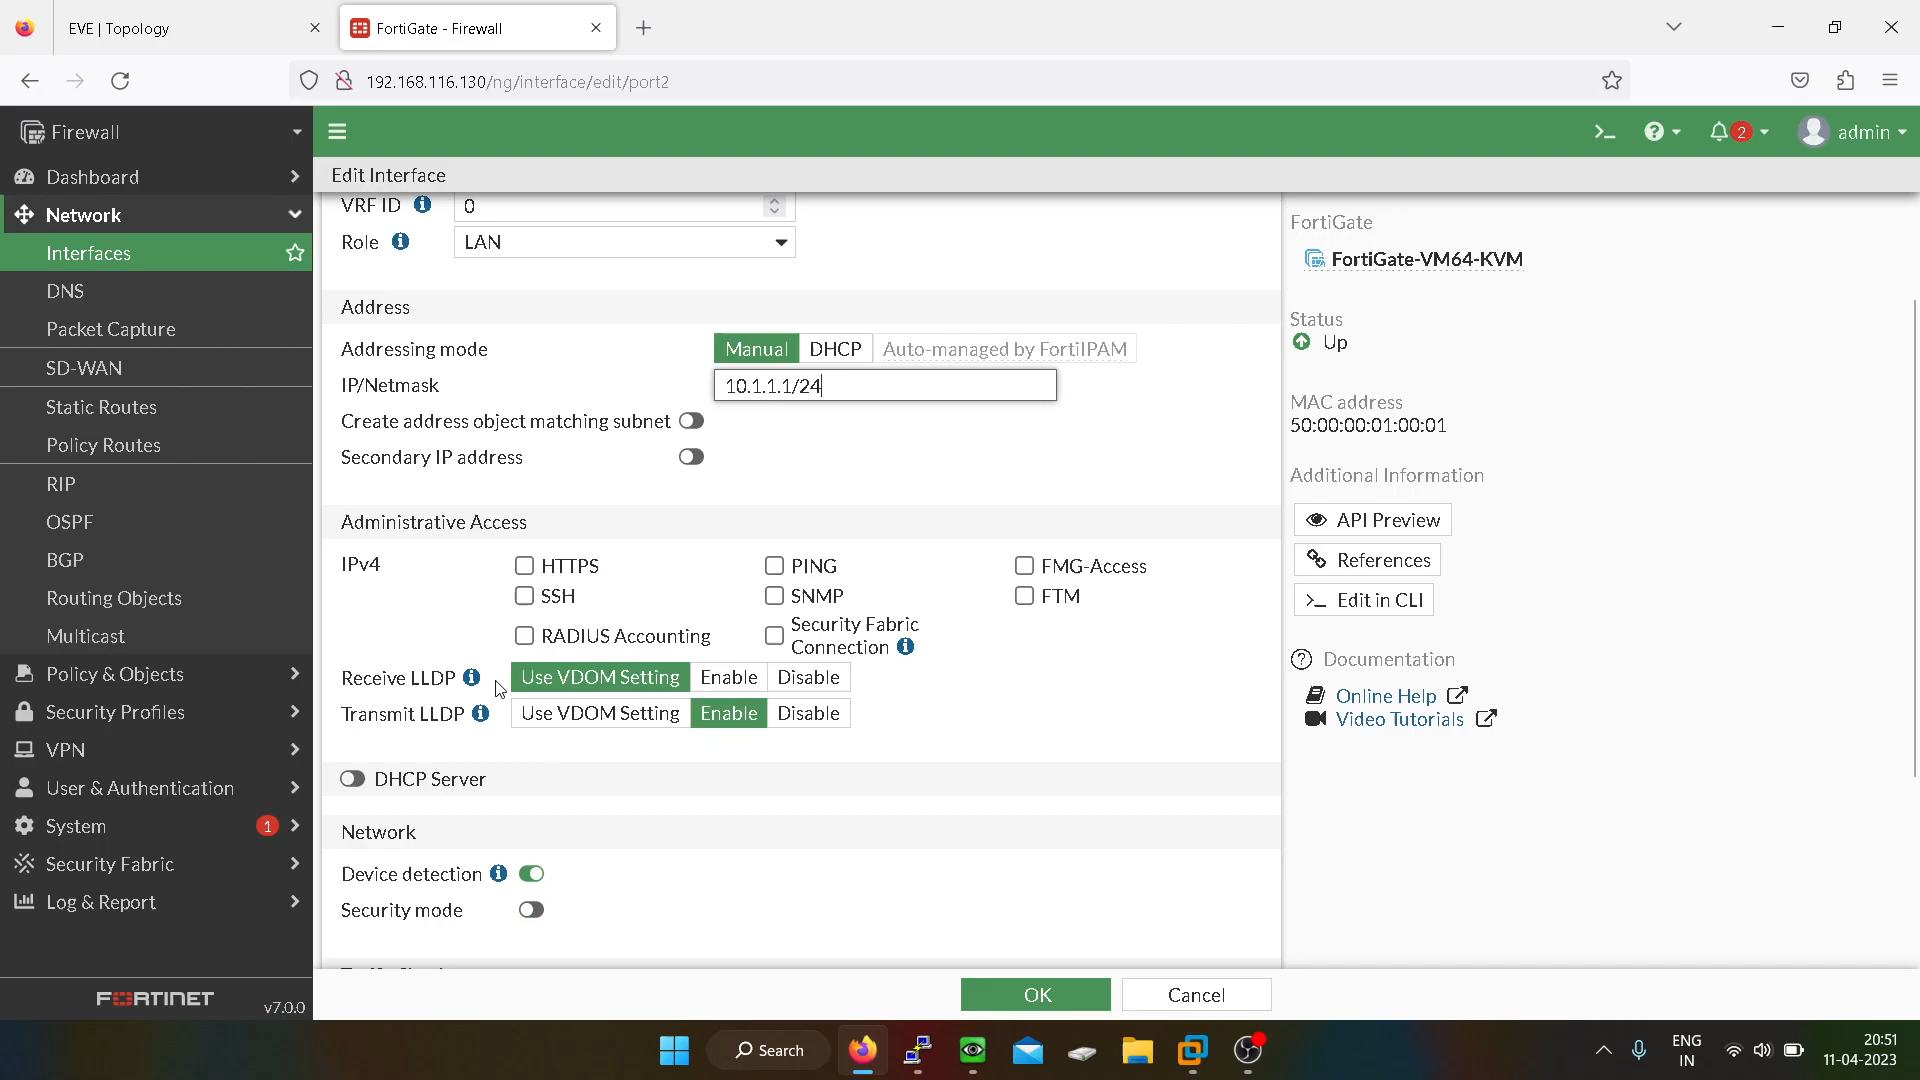 EVE | Topology
FortiGate - Firewall
192.168.116.130/ng/interface/edit/port2
Firewall
2
admin
Dashboard
Network
Interfaces
DNS
Packet Capture
SD-WAN
Static Routes
Policy Routes
RIP
OSPF
BGP
Routing Objects
Multicast
Policy & Objects
Security Profiles
VPN
User & Authentication
System 1
Security Fabric
Log & Report
FORTINET v7.0.0
Edit Interface
VRF ID 0
Role LAN
Address
Addressing mode Manual DHCP Auto-managed by FortiIPAM
IP/Netmask 10.1.1.1/24
Create address object matching subnet
Secondary IP address
Administrative Access
IPv4 HTTPS PING FMG-Access
SSH SNMP FTM
RADIUS Accounting Security Fabric Connection
Receive LLDP Use VDOM Setting Enable Disable
Transmit LLDP Use VDOM Setting Enable Disable
DHCP Server
Network
Device detection
Security mode
OK Cancel
FortiGate
FortiGate-VM64-KVM
Status
Up
MAC address
50:00:00:01:00:01
Additional Information
API Preview
References
>_ Edit in CLI
Documentation
Online Help
Video Tutorials
Search
ENG
IN
20:51
11-04-2023